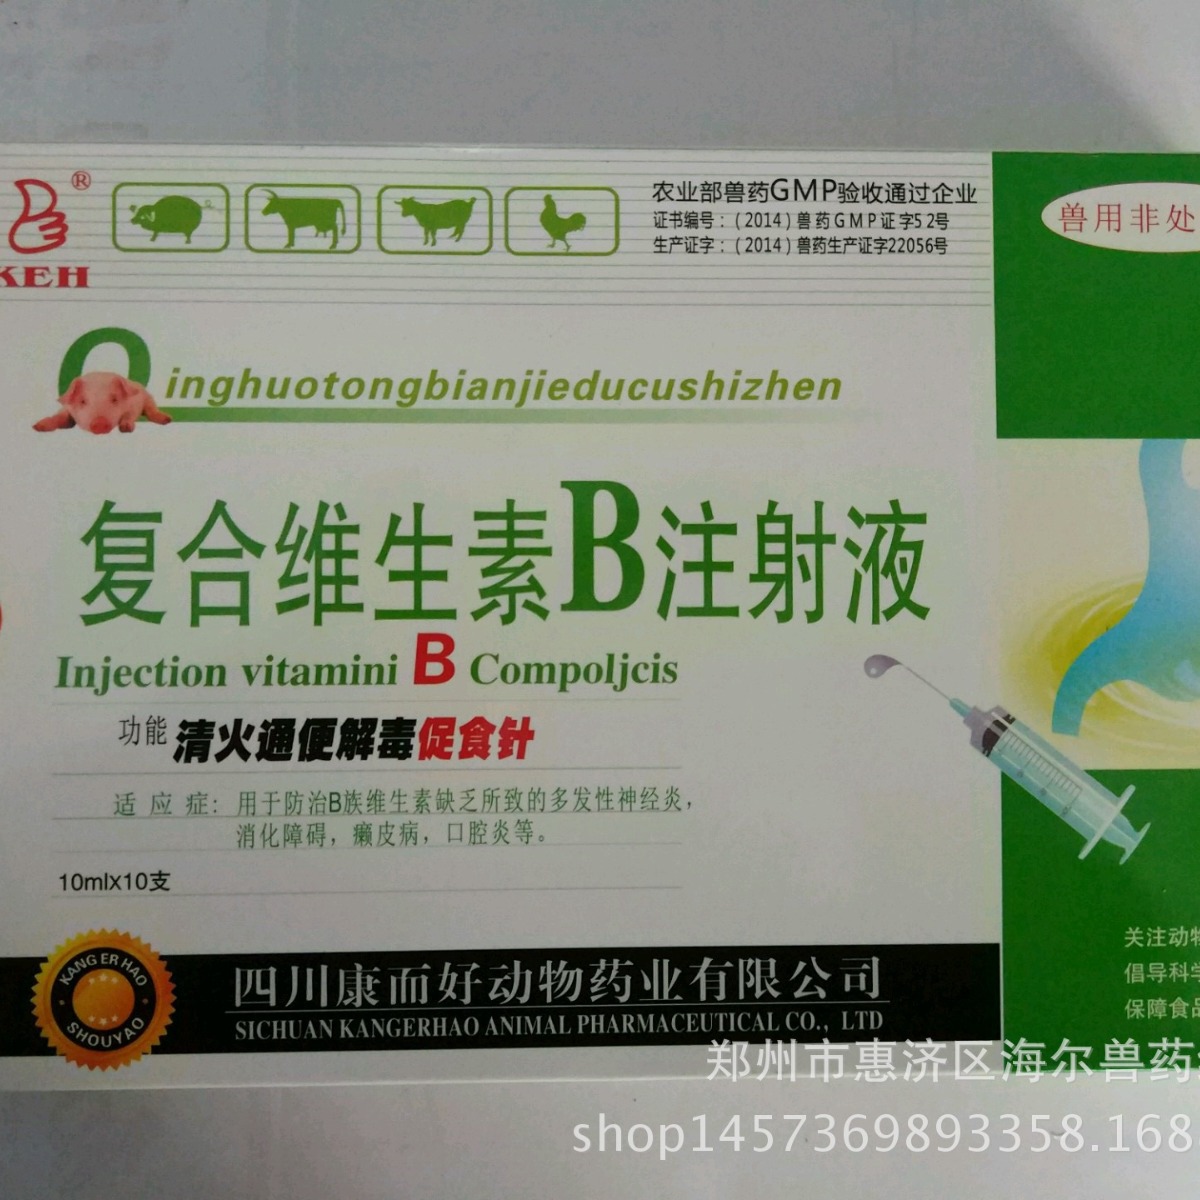 ®
KEH
农业部兽药GMP验收通过企业
证书编号：(2014)兽药GMP证字52号
生产证字：(2014)兽药生产证字22056号
兽用非处
Qinghuotongbianjieducushizhen
复合维生素B注射液
Injection vitamini B Compoljcis
功能 清火通便解毒促食针
适应症：用于防治B族维生素缺乏所致的多发性神经炎，
消化障碍，癞皮病，口腔炎等。
10mlx10支
KANG ER HAO
SHOUYAO
四川康而好动物药业有限公司
SICHUAN KANGERHAO ANIMAL PHARMACEUTICAL CO., LTD
关注动物
倡导科学
保障食品
郑州市惠济区海尔兽药
shop1457369893358.168